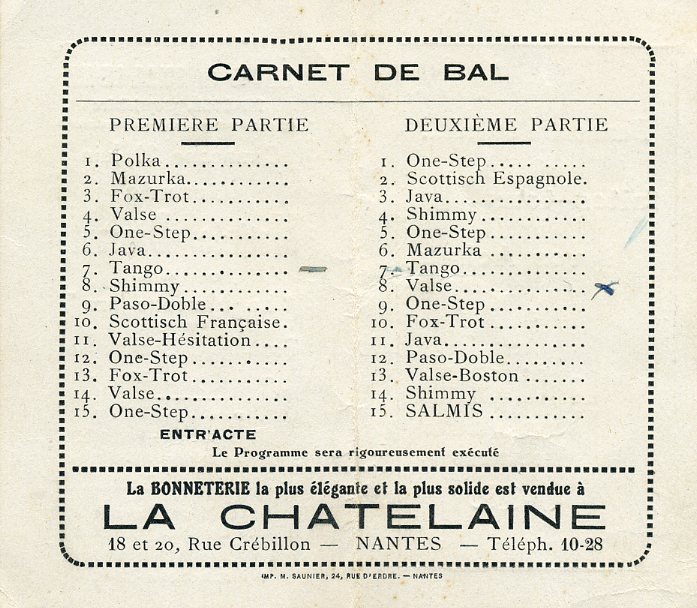 CARNET DE BAL
PREMIERE PARTIE
1. Polka.............
2. Mazurka............
3. Fox-Trot............
4. Valse ..............
5. One-Step............
6. Java................
7. Tango...............
8. Shimmy.............
9. Paso-Doble... ......
10. Scottisch Française.
11. Valse-Hésitation ....
12. One-Step...........
13. Fox-Trot............
14. Valse...............
15. One-Step...........
ENTR'ACTE
DEUXIÈME PARTIE
1. One-Step..... .....
2. Scottisch Espagnole.
3. Java................
4. Shimmy ............
5. One-Step...........
6. Mazurka ...........
7. Tango..............
8. Valse...............
9. One-Step ...........
10. Fox-Trot............
11. Java................
12. Paso-Doble..........
13. Valse-Boston ........
14. Shimmy ............
15. SALMIS ............
Le Programme sera rigoureusement exécuté
La BONNETERIE la plus élégante et la plus solide est vendue à
LA CHATELAINE
18 et 20, Rue Crébillon — NANTES — Téléph. 10-28
IMP. M. SAUNIER, 24, RUE D'ERDRE. — NANTES